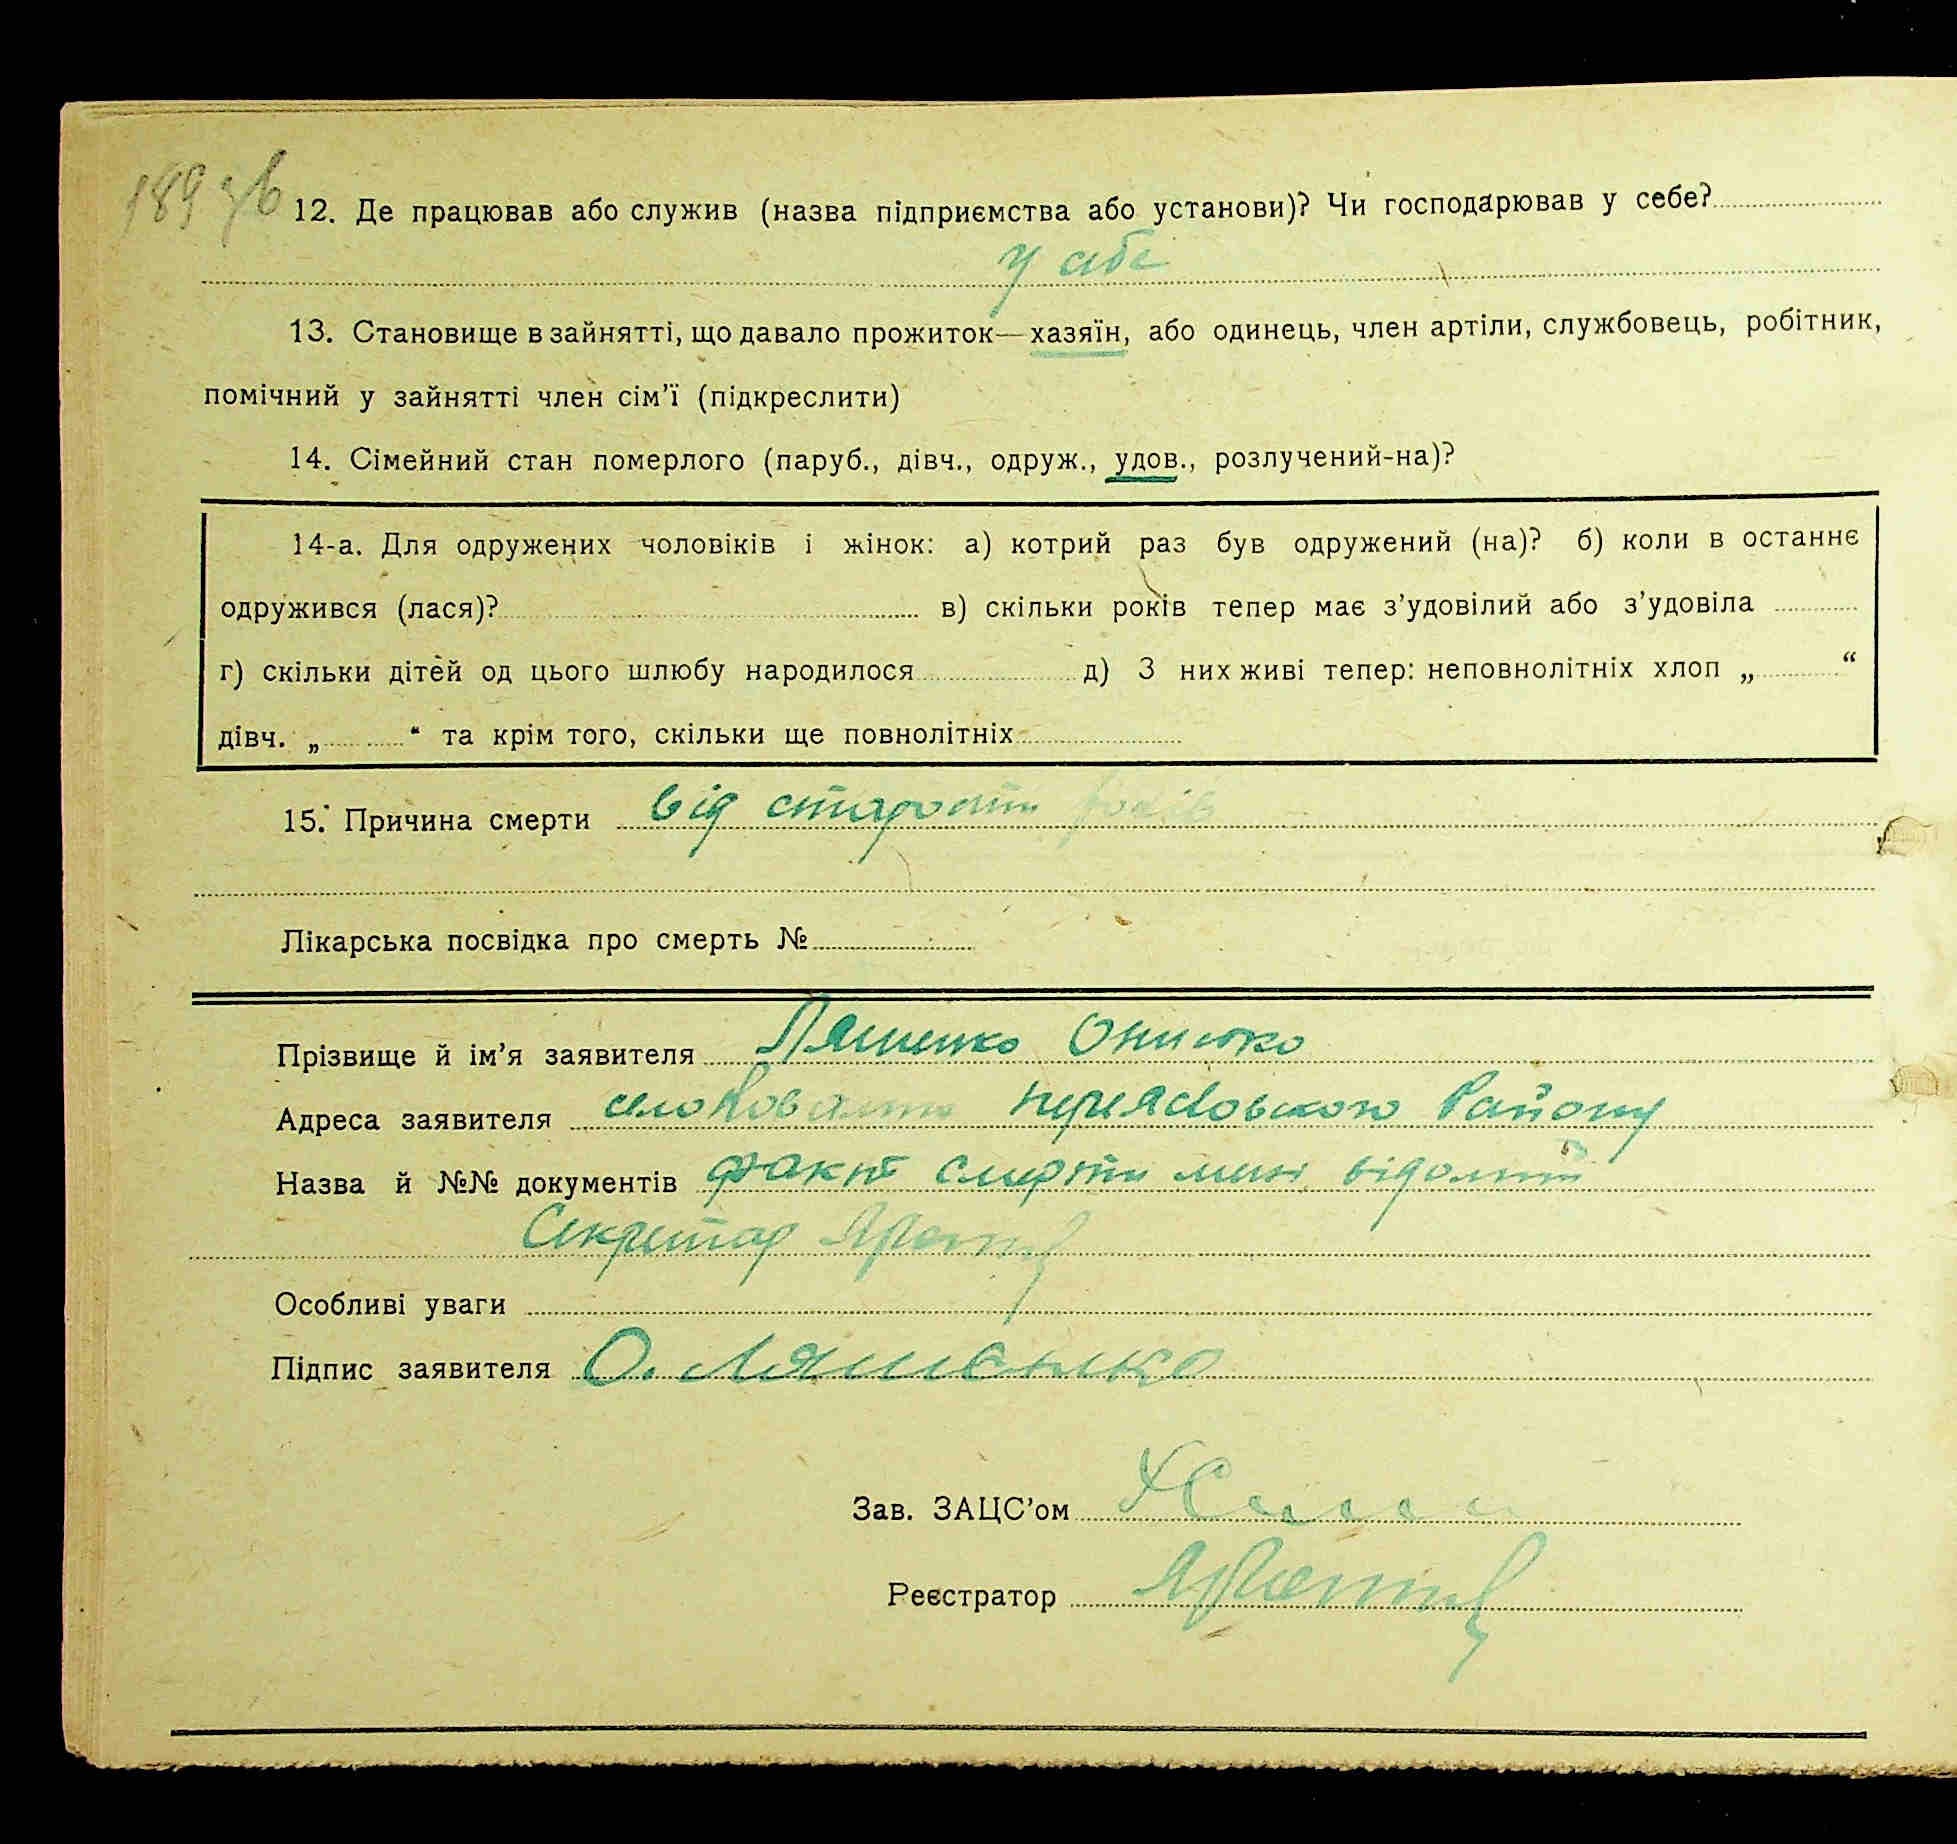 189 зв
12. Де працював або служив (назва підприємства або установи)? Чи господарював у себе?
у себе
13. Становище в зайнятті, що давало прожиток—хазяїн, або одинець, член артіли, службовець, робітник,
помічний у зайнятті член сім’ї (підкреслити)
14. Сімейний стан померлого (паруб., дівч., одруж., удов., розлучений-на)?
14-а. Для одружених чоловіків і жінок: а) котрий раз був одружений (на)? б) коли в останнє
одружився (лася)? в) скільки років тепер має з’удовілий або з’удовіла
г) скільки дітей од цього шлюбу народилося д) З них живі тепер: неповнолітніх хлоп „ “
дівч. „ “ та крім того, скільки ще повнолітніх
15. Причина смерти від старости років
Лікарська посвідка про смерть №
Прізвище й ім’я заявителя Ляшенко
Адреса заявителя село Району
Назва й №№ документів факт смерти мені відомий
Секретар
Особливі уваги
Підпис заявителя О. Ляшенко
Зав. ЗАЦС’ом
Реєстратор